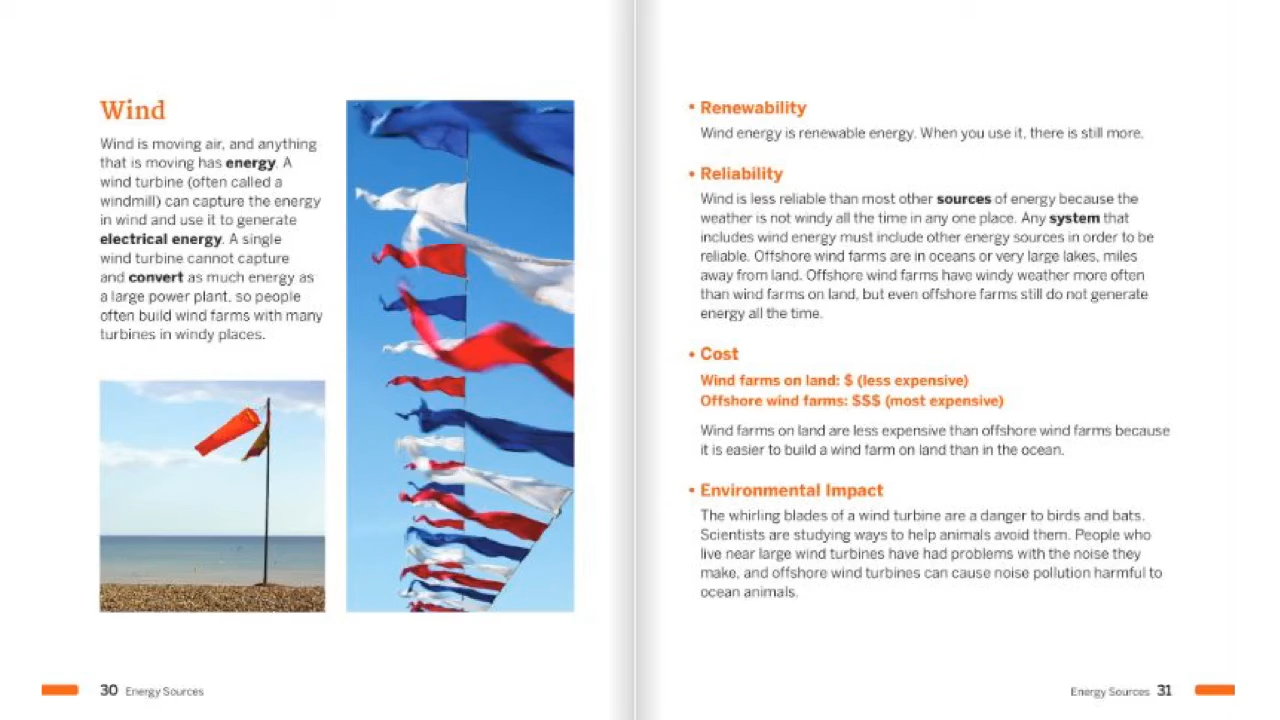 Wind
Wind is moving air, and anything
that is moving has energy. A
wind turbine (often called a
windmill) can capture the energy
in wind and use it to generate
electrical energy. A single
wind turbine cannot capture
and convert as much energy as
a large power plant, so people
often build wind farms with many
turbines in windy places.
30 Energy Sources
• Renewability
Wind energy is renewable energy. When you use it, there is still more.
• Reliability
Wind is less reliable than most other sources of energy because the
weather is not windy all the time in any one place. Any system that
includes wind energy must include other energy sources in order to be
reliable. Offshore wind farms are in oceans or very large lakes, miles
away from land. Offshore wind farms have windy weather more often
than wind farms on land, but even offshore farms still do not generate
energy all the time.
• Cost
Wind farms on land: $ (less expensive)
Offshore wind farms: $$$ (most expensive)
Wind farms on land are less expensive than offshore wind farms because
it is easier to build a wind farm on land than in the ocean.
• Environmental Impact
The whirling blades of a wind turbine are a danger to birds and bats.
Scientists are studying ways to help animals avoid them. People who
live near large wind turbines have had problems with the noise they
make, and offshore wind turbines can cause noise pollution harmful to
ocean animals.
Energy Sources 31